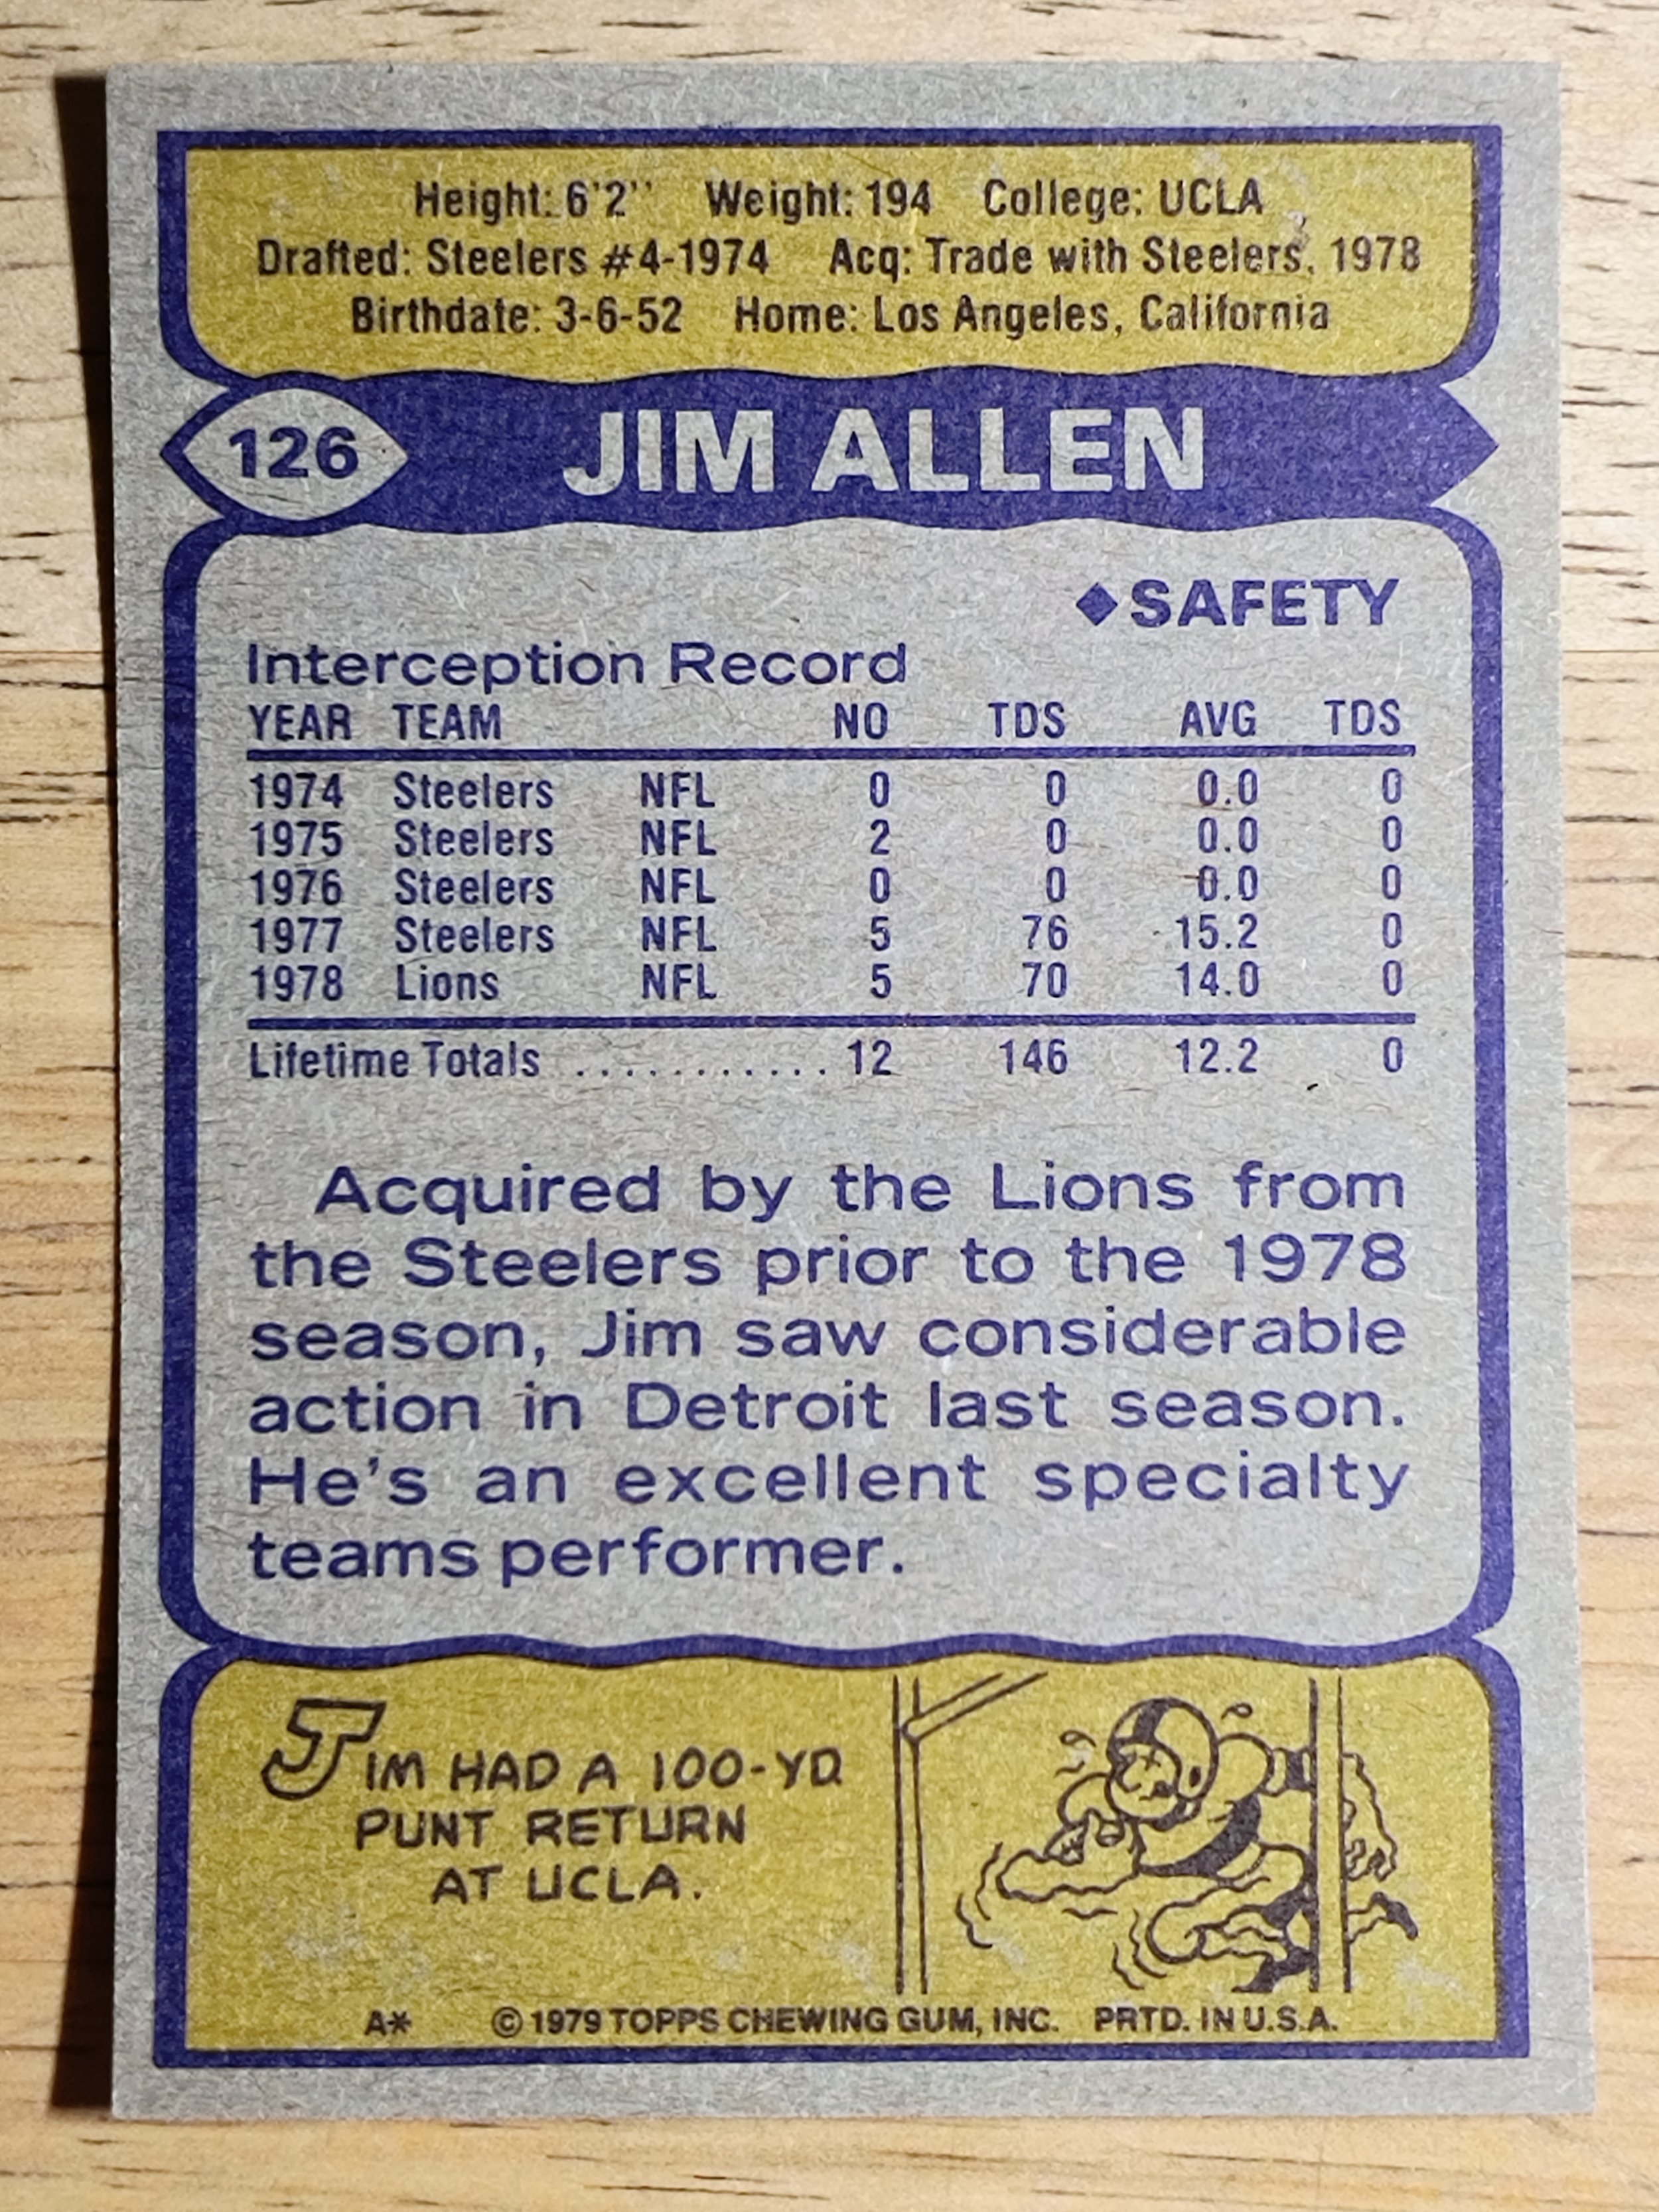 Height: 6'2'' Weight: 194 College: UCLA
Drafted: Steelers #4-1974 Acq: Trade with Steelers, 1978
Birthdate: 3-6-52 Home: Los Angeles, California
126 JIM ALLEN
◆SAFETY
Interception Record
YEAR TEAM NO TDS AVG TDS
1974 Steelers NFL 0 0 0.0 0
1975 Steelers NFL 2 0 0.0 0
1976 Steelers NFL 0 0 0.0 0
1977 Steelers NFL 5 76 15.2 0
1978 Lions NFL 5 70 14.0 0
Lifetime Totals ............ 12 146 12.2 0
Acquired by the Lions from
the Steelers prior to the 1978
season, Jim saw considerable
action in Detroit last season.
He's an excellent specialty
teams performer.
JIM HAD A 100-YD.
PUNT RETURN
AT UCLA.
A* © 1979 TOPPS CHEWING GUM, INC. PRTD. IN U.S.A.